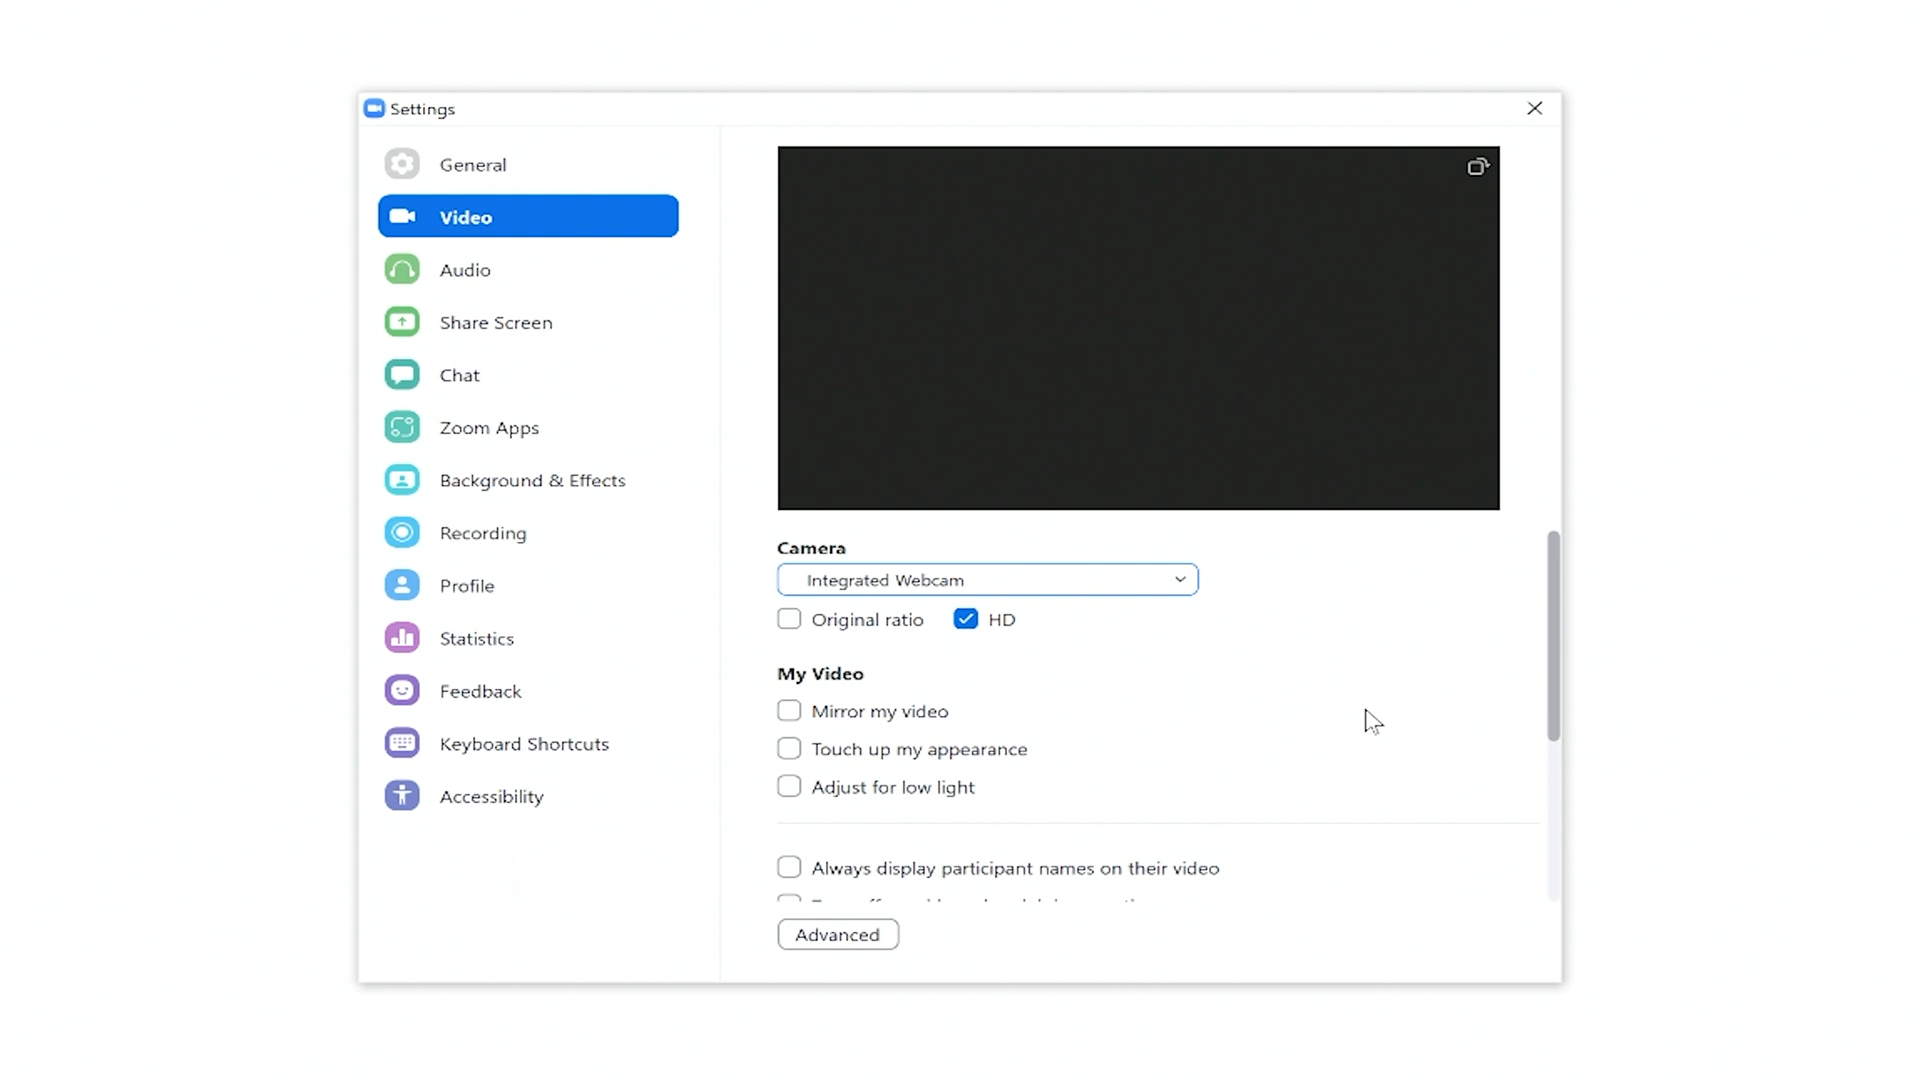 Settings
General
Video
Audio
Share Screen
Chat
Zoom Apps
Background & Effects
Recording
Profile
Statistics
Feedback
Keyboard Shortcuts
Accessibility
Camera
Integrated Webcam
Original ratio HD
My Video
Mirror my video
Touch up my appearance
Adjust for low light
Always display participant names on their video
Advanced